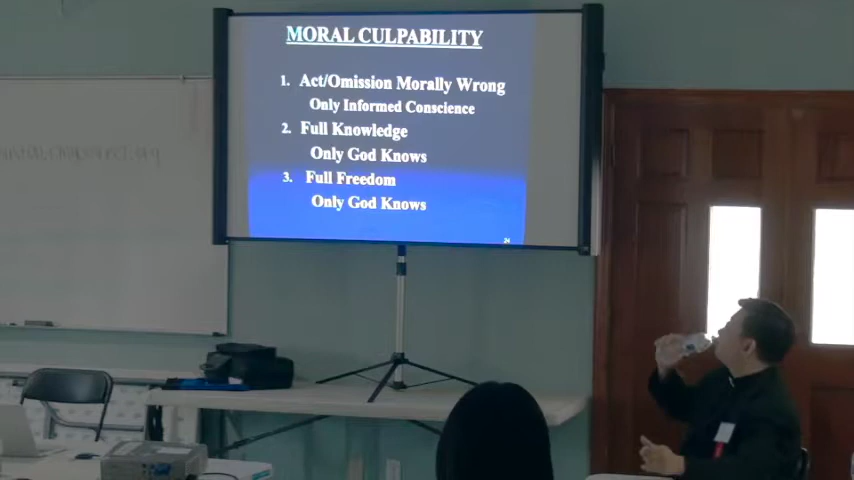 MORAL CULPABILITY
1. Act/Omission Morally Wrong
Only Informed Conscience
2. Full Knowledge
Only God Knows
3. Full Freedom
Only God Knows
24